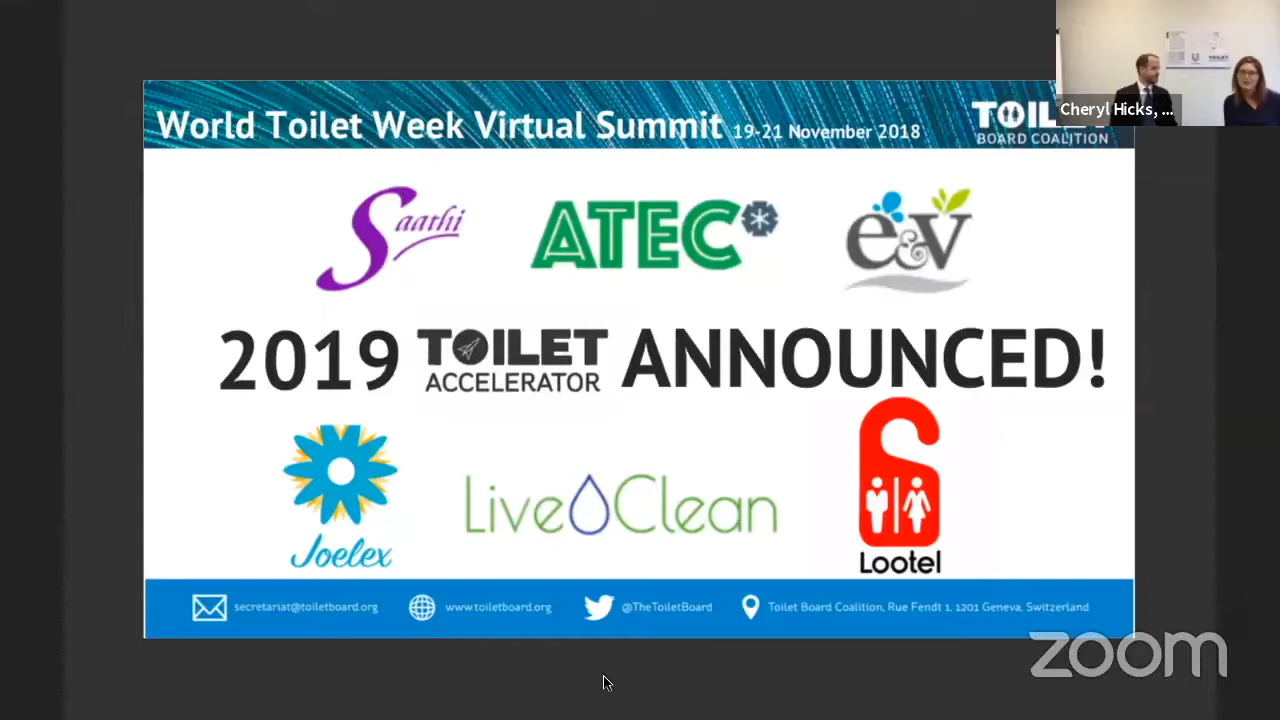 World Toilet Week Virtual Summit 19-21 November 2018
BOARD COALITION
Cheryl Hicks, ...
Saathi
ATEC
e&v
2019 TOILET ACCELERATOR ANNOUNCED!
Joelex
Live Clean
Lootel
secretariat@toiletboard.org
www.toiletboard.org
@TheToiletBoard
Toilet Board Coalition, Rue Fendt 1, 1201 Geneva, Switzerland
zoom